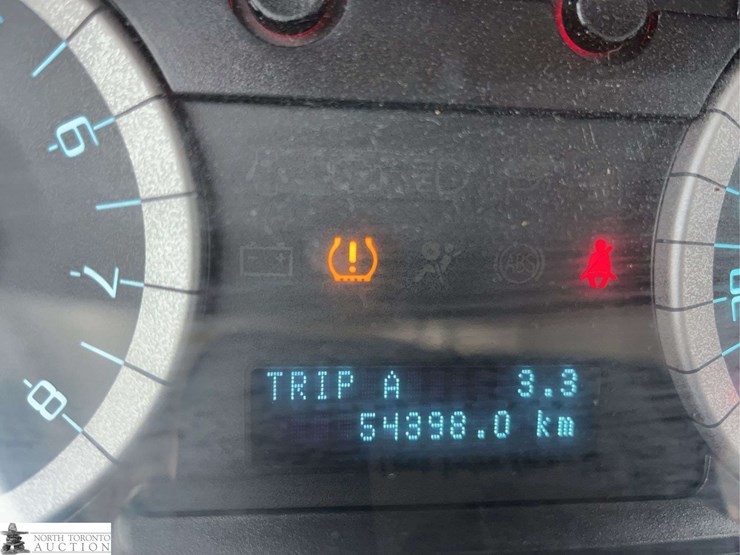 6
7
8
ABS
TRIP A 3.3
54398.0 km
NORTH TORONTO
AUCTION